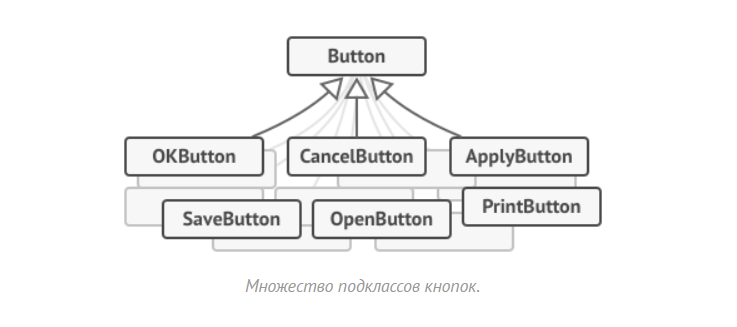 Button
OKButton
CancelButton
ApplyButton
SaveButton
OpenButton
PrintButton
Множество подклассов кнопок.